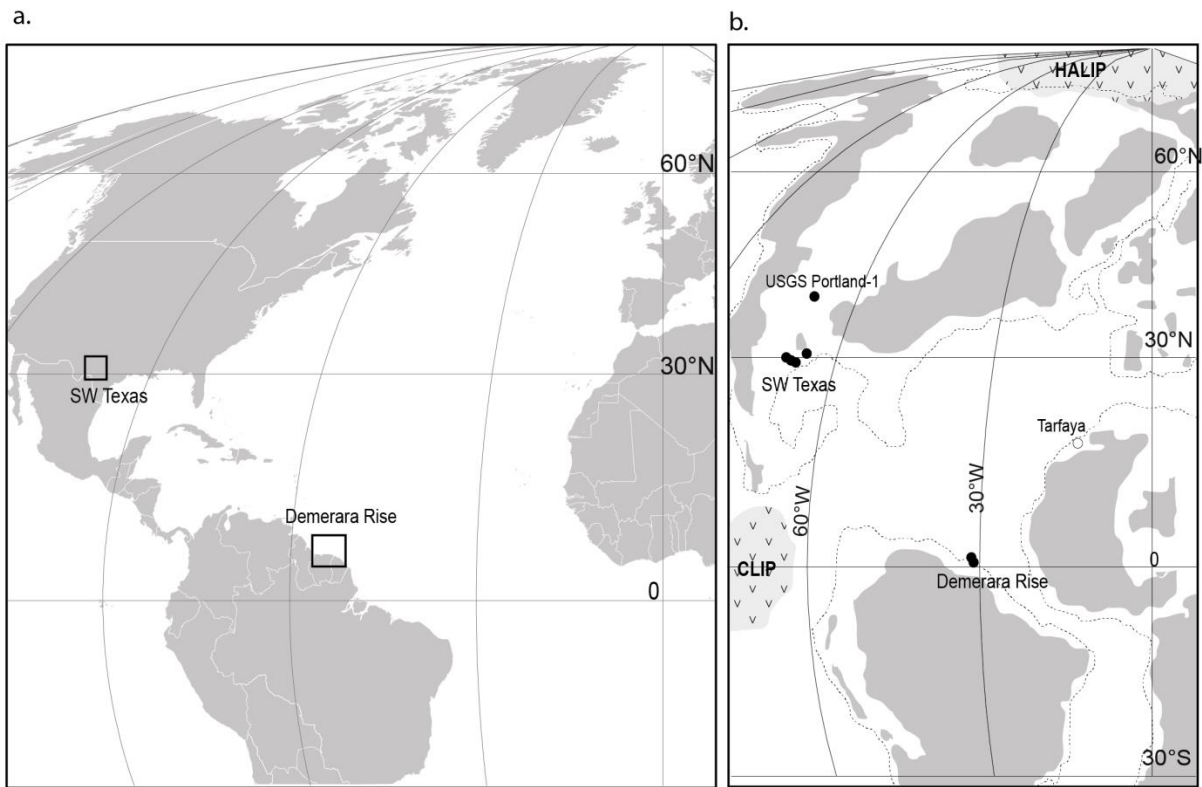 a.
60°N
30°N
SW Texas
Demerara Rise
0
b.
HALIP
60°N
USGS Portland-1
30°N
SW Texas
Tarfaya
60°W
30°W
0
CLIP
Demerara Rise
30°S